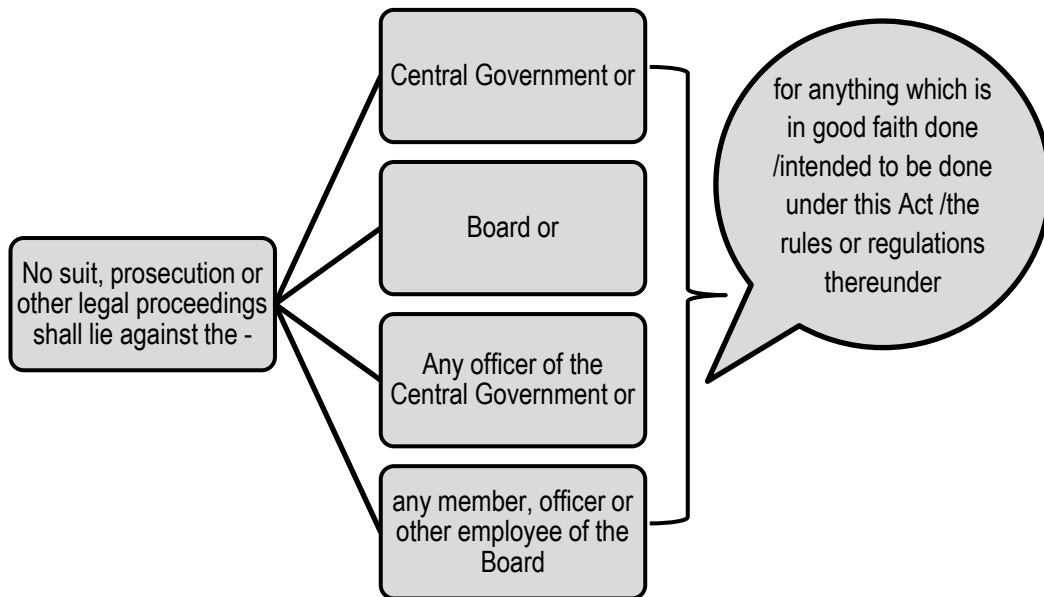 No suit, prosecution or
other legal proceedings
shall lie against the -
Central Government or
Board or
Any officer of the
Central Government or
any member, officer or
other employee of the
Board
for anything which is
in good faith done
/intended to be done
under this Act /the
rules or regulations
thereunder